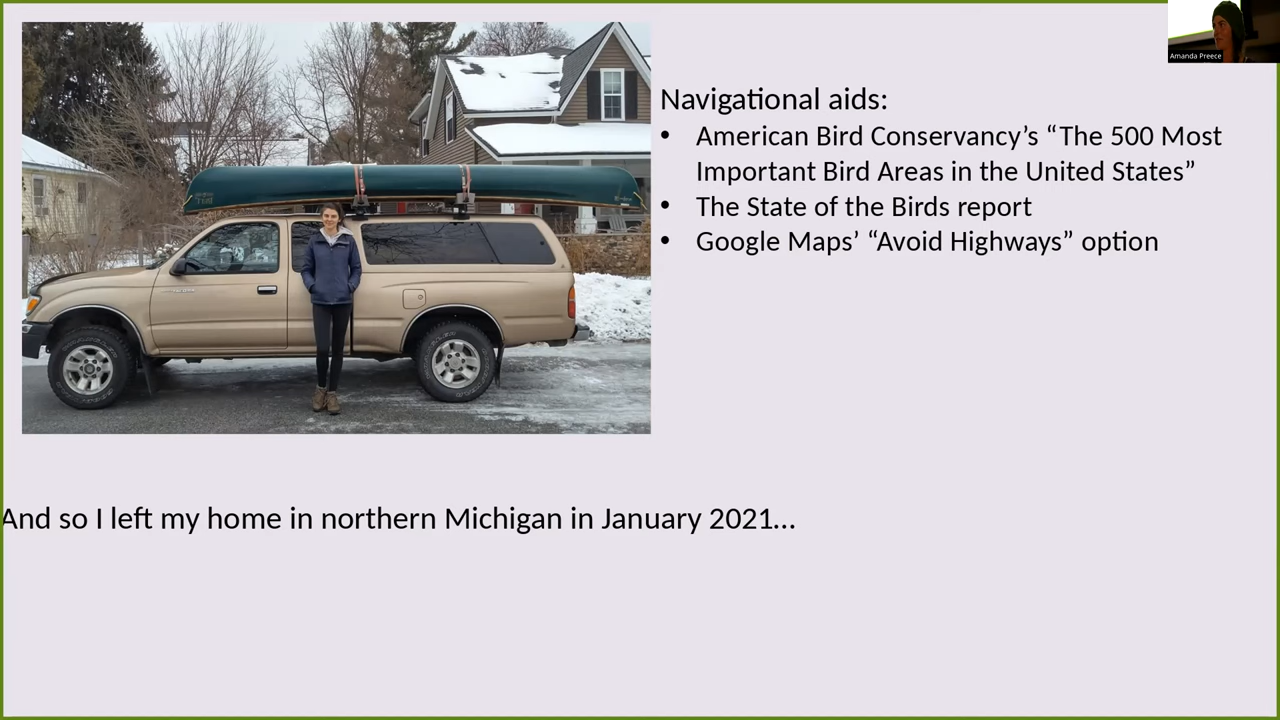 Amanda Preece
Navigational aids:
• American Bird Conservancy’s “The 500 Most
Important Bird Areas in the United States”
• The State of the Birds report
• Google Maps’ “Avoid Highways” option
And so I left my home in northern Michigan in January 2021…